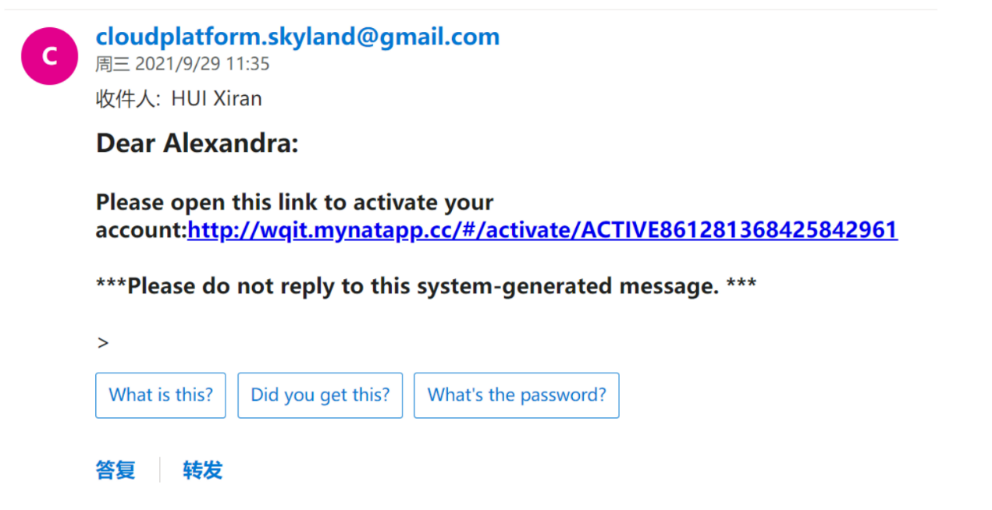 C
cloudplatform.skyland@gmail.com
周三 2021/9/29 11:35
收件人: HUI Xiran
Dear Alexandra:
Please open this link to activate your
account:http://wqit.mynatapp.cc/#/activate/ACTIVE861281368425842961
***Please do not reply to this system-generated message. ***
>
What is this? Did you get this? What's the password?
答复 转发